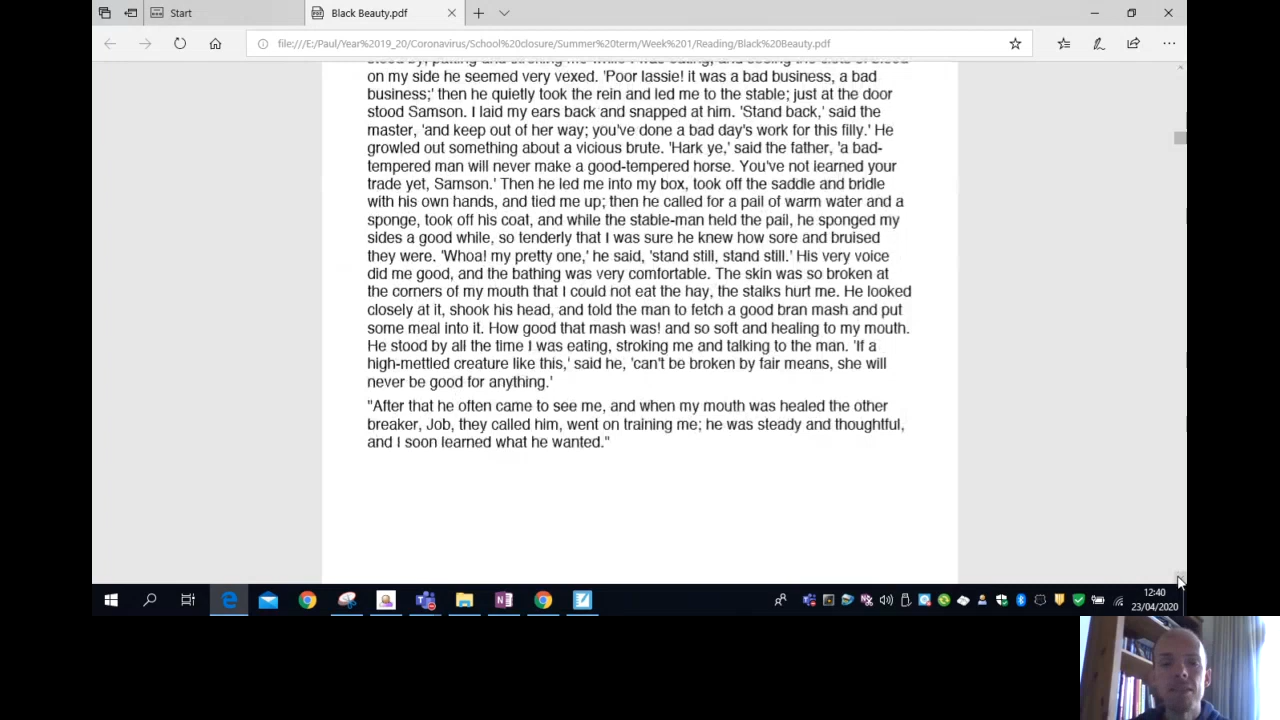 Start
Black Beauty.pdf
file:///E:/Paul/Year%2019_20/Coronavirus/School%20closure/Summer%20term/Week%201/Reading/Black%20Beauty.pdf
stood by, patting and stroking me while I was eating, and seeing the clots of blood
on my side he seemed very vexed. 'Poor lassie! it was a bad business, a bad
business;' then he quietly took the rein and led me to the stable; just at the door
stood Samson. I laid my ears back and snapped at him. 'Stand back,' said the
master, 'and keep out of her way; you've done a bad day's work for this filly.' He
growled out something about a vicious brute. 'Hark ye,' said the father, 'a bad-
tempered man will never make a good-tempered horse. You've not learned your
trade yet, Samson.' Then he led me into my box, took off the saddle and bridle
with his own hands, and tied me up; then he called for a pail of warm water and a
sponge, took off his coat, and while the stable-man held the pail, he sponged my
sides a good while, so tenderly that I was sure he knew how sore and bruised
they were. 'Whoa! my pretty one,' he said, 'stand still, stand still.' His very voice
did me good, and the bathing was very comfortable. The skin was so broken at
the corners of my mouth that I could not eat the hay, the stalks hurt me. He looked
closely at it, shook his head, and told the man to fetch a good bran mash and put
some meal into it. How good that mash was! and so soft and healing to my mouth.
He stood by all the time I was eating, stroking me and talking to the man. 'If a
high-mettled creature like this,' said he, 'can't be broken by fair means, she will
never be good for anything.'
"After that he often came to see me, and when my mouth was healed the other
breaker, Job, they called him, went on training me; he was steady and thoughtful,
and I soon learned what he wanted."
12:40
23/04/2020